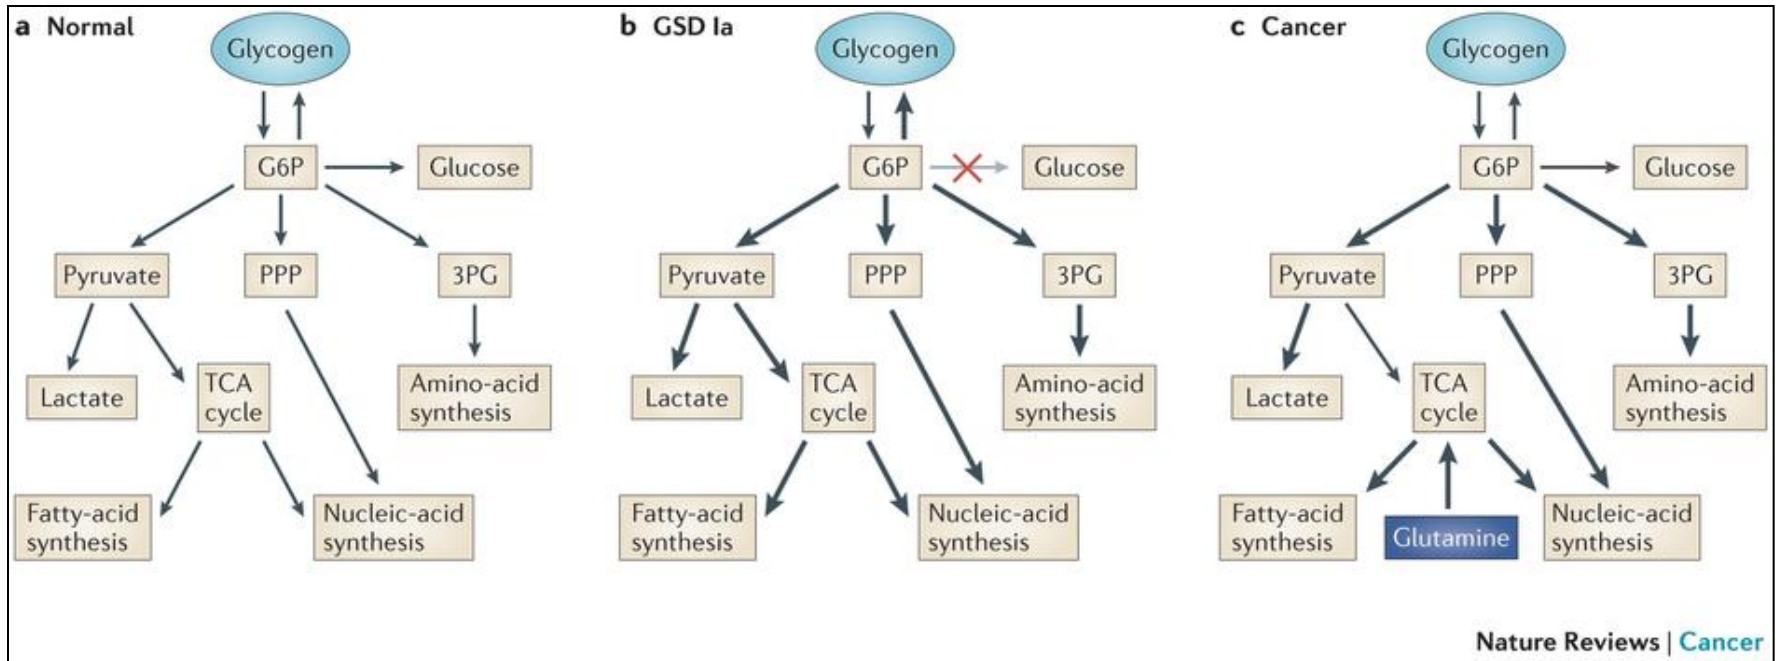 a Normal
Glycogen
G6P
Glucose
Pyruvate
PPP
3PG
Lactate
TCA
cycle
Amino-acid
synthesis
Fatty-acid
synthesis
Nucleic-acid
synthesis
b GSD Ia
Glycogen
G6P
Glucose
Pyruvate
PPP
3PG
Lactate
TCA
cycle
Amino-acid
synthesis
Fatty-acid
synthesis
Nucleic-acid
synthesis
c Cancer
Glycogen
G6P
Glucose
Pyruvate
PPP
3PG
Lactate
TCA
cycle
Amino-acid
synthesis
Fatty-acid
synthesis
Glutamine
Nucleic-acid
synthesis
Nature Reviews | Cancer